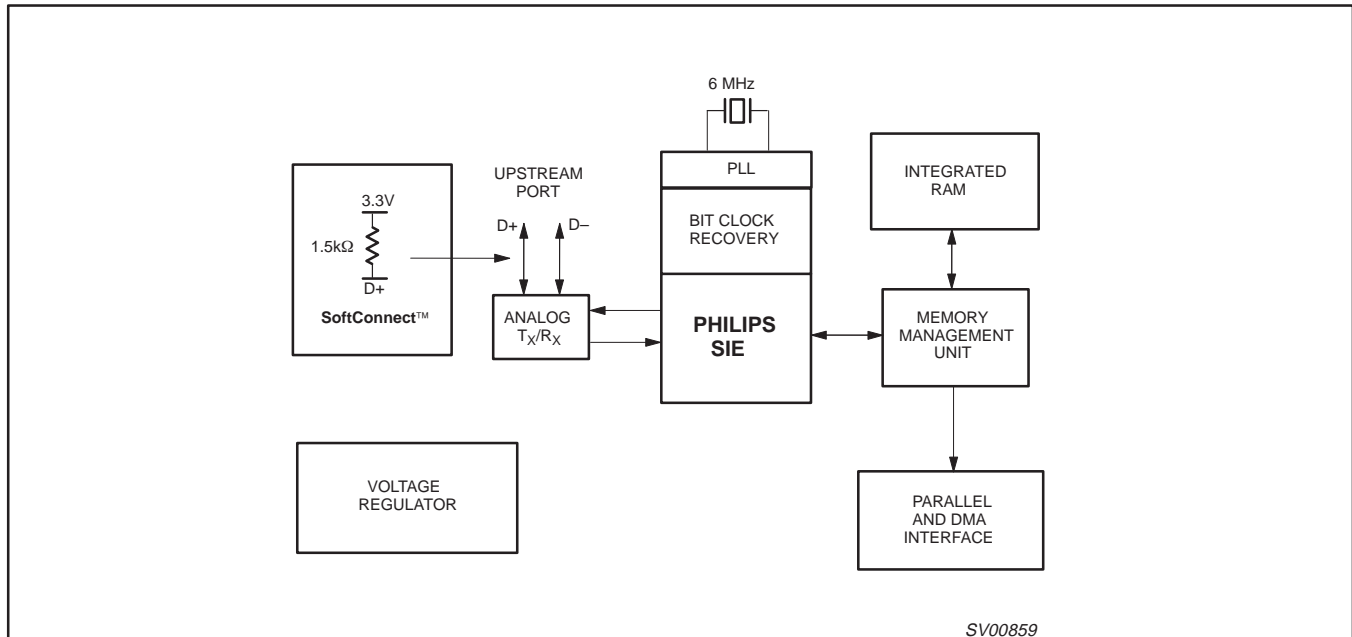 6 MHz
PLL
BIT CLOCK
RECOVERY
PHILIPS
SIE
UPSTREAM
PORT
D+
D–
ANALOG
TX/RX
3.3V
1.5kΩ
D+
SoftConnect™
INTEGRATED
RAM
MEMORY
MANAGEMENT
UNIT
PARALLEL
AND DMA
INTERFACE
VOLTAGE
REGULATOR
SV00859